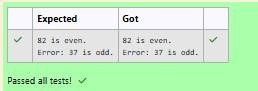 Expected Got
✓ 82 is even. 82 is even. ✓
Error: 37 is odd. Error: 37 is odd.
Passed all tests! ✓